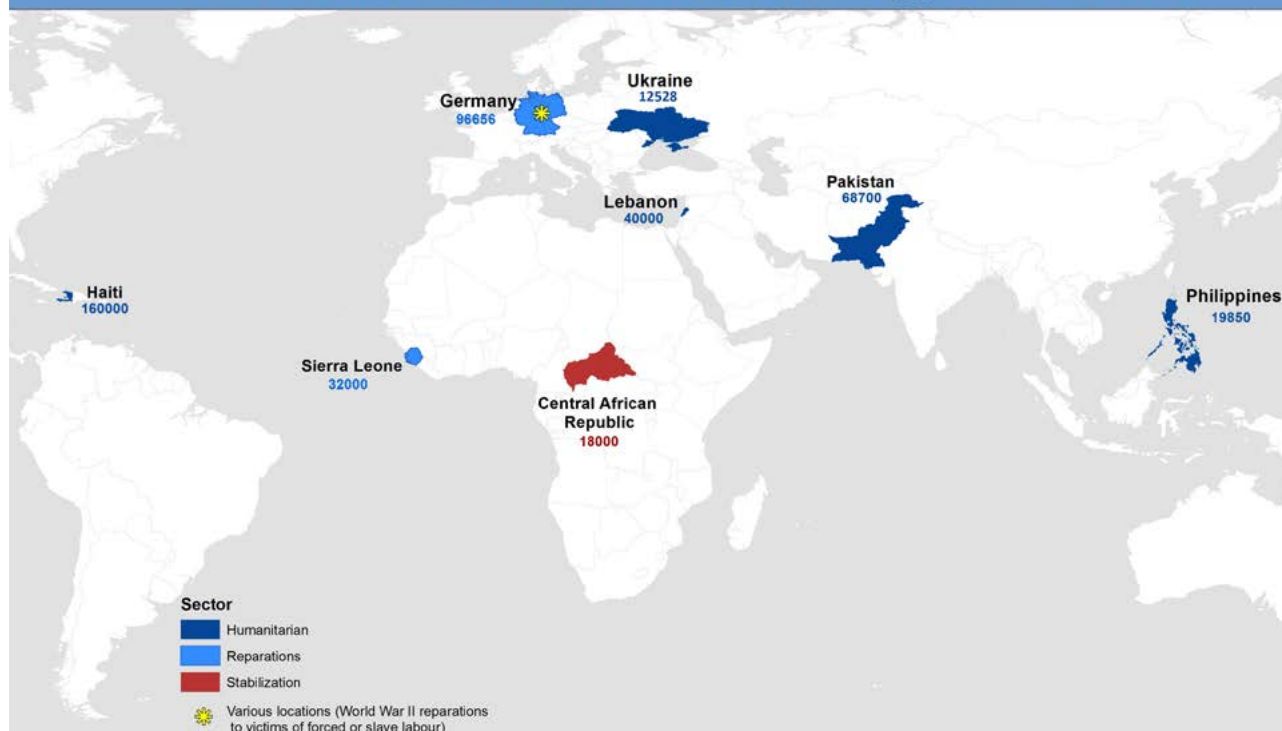 Ukraine
12528
Germany
96656
Pakistan
68700
Lebanon
40000
Haiti
160000
Philippines
19850
Sierra Leone
32000
Central African
Republic
18000
Sector
Humanitarian
Reparations
Stabilization
Various locations (World War II reparations
to victims of forced or slave labour)